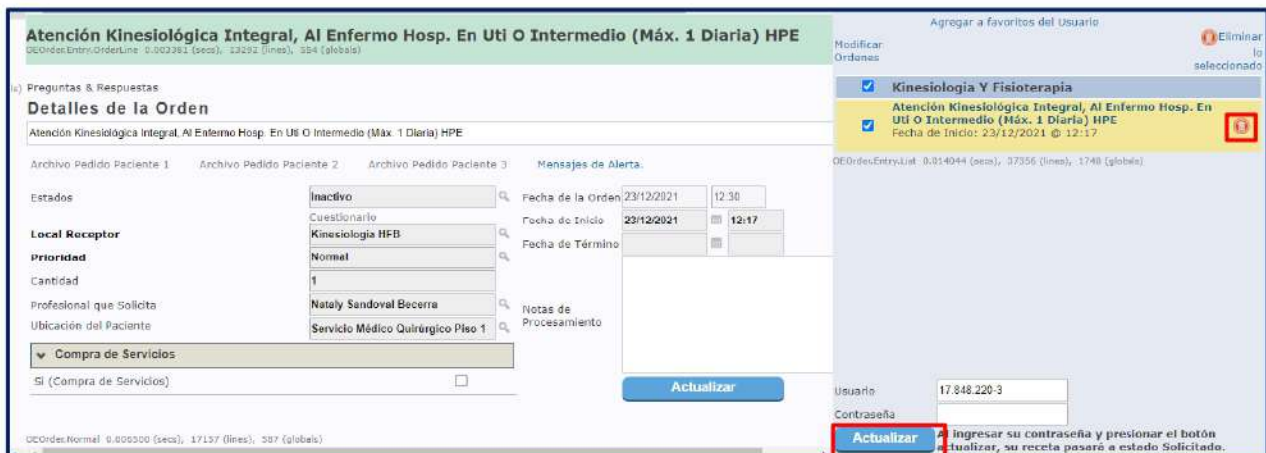 Atención Kinesiológica Integral, Al Enfermo Hosp. En Uti O Intermedio (Máx. 1 Diaria) HPE
OEOrder.Entry.OrderLine 0.003381 (secs), 13292 (lines), 554 (globals)
Preguntas & Respuestas
Detalles de la Orden
Atención Kinesiológica Integral, Al Enfermo Hosp. En Uti O Intermedio (Máx. 1 Diaria) HPE
Archivo Pedido Paciente 1 Archivo Pedido Paciente 2 Archivo Pedido Paciente 3 Mensajes de Alerta.
Estados Inactivo
Cuestionario
Local Receptor Kinesiologia HFB
Prioridad Normal
Cantidad 1
Profesional que Solicita Nataly Sandoval Becerra
Ubicación del Paciente Servicio Médico Quirúrgico Piso 1
Compra de Servicios
Si (Compra de Servicios)
OEOrder.Normal 0.006500 (secs), 17157 (lines), 587 (globals)
Fecha de la Orden 23/12/2021 12:30
Fecha de Inicio 23/12/2021 12:17
Fecha de Término
Notas de
Procesamiento
Actualizar
Agregar a favoritos del Usuario
Modificar
Ordenes
Eliminar
lo
seleccionado
Kinesiologia Y Fisioterapia
Atención Kinesiológica Integral, Al Enfermo Hosp. En
Uti O Intermedio (Máx. 1 Diaria) HPE
Fecha de Inicio: 23/12/2021 @ 12:17
OEOrder.Entry.List 0.014044 (secs), 37356 (lines), 1748 (globals)
Usuario 17.848.220-3
Contraseña
Actualizar
Al ingresar su contraseña y presionar el botón
actualizar, su receta pasará a estado Solicitado.